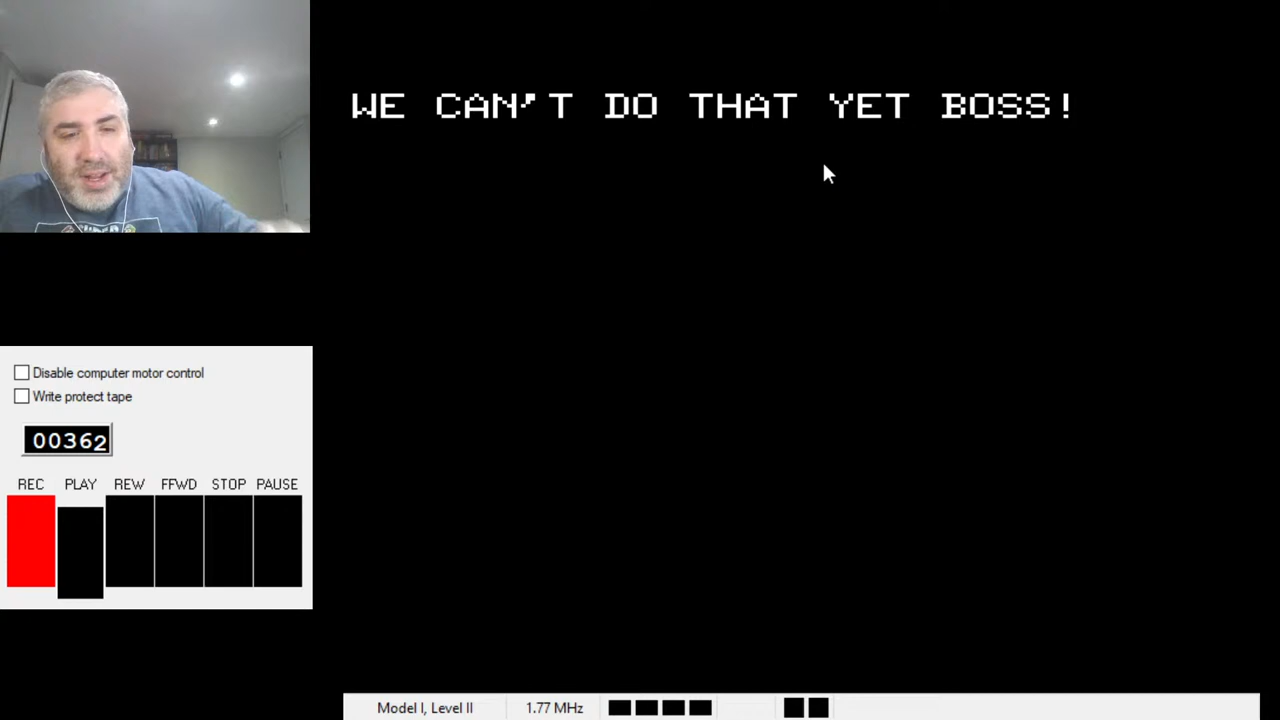 WE CAN'T DO THAT YET BOSS!
Disable computer motor control
Write protect tape
00362
REC PLAY REW FFWD STOP PAUSE
Model I, Level II 1.77 MHz